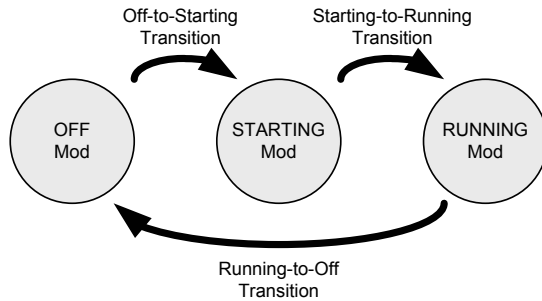 Off-to-Starting
Transition
Starting-to-Running
Transition
OFF
Mod
STARTING
Mod
RUNNING
Mod
Running-to-Off
Transition